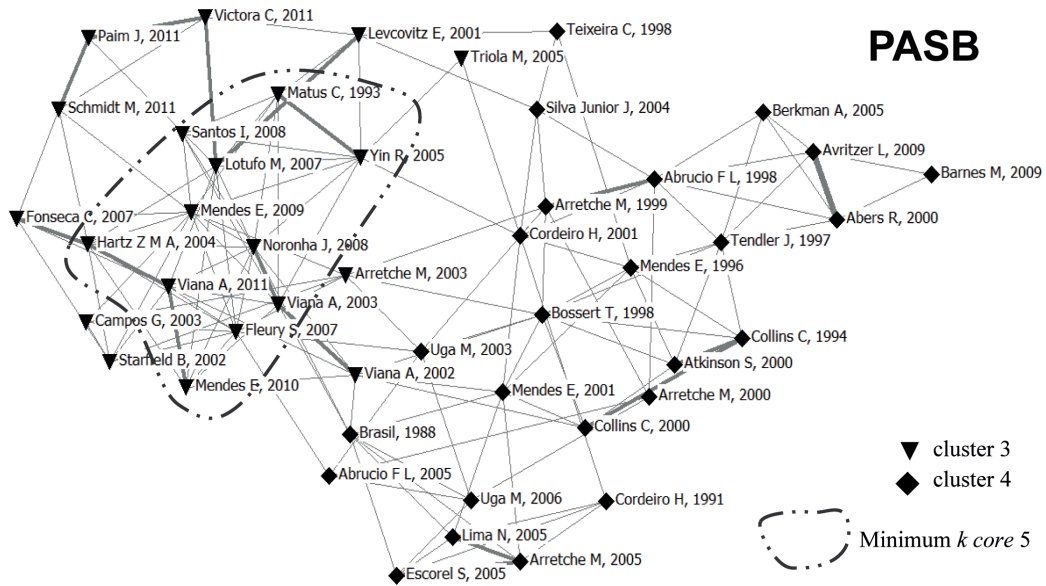 PASB
Victora C, 2011
Paim J, 2011
Levcovitz E, 2001
Teixeira C, 1998
Triola M, 2005
Matus C, 1993
Schmidt M, 2011
Silva Junior J, 2004
Berkman A, 2005
Santos I, 2008
Avritzer L, 2009
Lotufo M, 2007
Yin R, 2005
Barnes M, 2009
Abrucio F L, 1998
Arretche M, 1999
Mendes E, 2009
Fonseca C, 2007
Abers R, 2000
Cordeiro H, 2001
Hartz Z M A, 2004
Noronha J, 2008
Tendler J, 1997
Mendes E, 1996
Arretche M, 2003
Viana A, 2011
Viana A, 2003
Bossert T, 1998
Campos G, 2003
Fleury S, 2007
Collins C, 1994
Uga M, 2003
Starfield B, 2002
Atkinson S, 2000
Viana A, 2002
Mendes E, 2010
Mendes E, 2001
Arretche M, 2000
Collins C, 2000
Brasil, 1988
cluster 3
Abrucio F L, 2005
cluster 4
Uga M, 2006
Cordeiro H, 1991
Lima N, 2005
Minimum k core 5
Arretche M, 2005
Escorel S, 2005